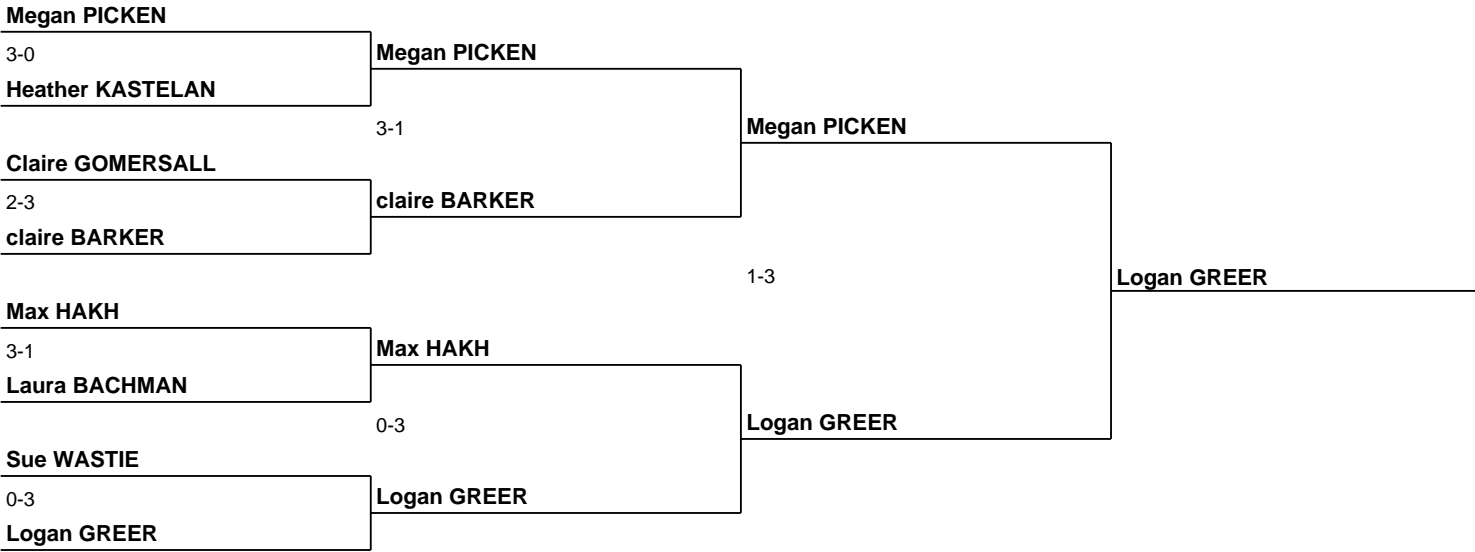 Megan PICKEN
3-0
Megan PICKEN
Heather KASTELAN
3-1
Megan PICKEN
Claire GOMERSALL
2-3
claire BARKER
claire BARKER
1-3
Logan GREER
Max HAKH
3-1
Max HAKH
Laura BACHMAN
0-3
Logan GREER
Sue WASTIE
0-3
Logan GREER
Logan GREER